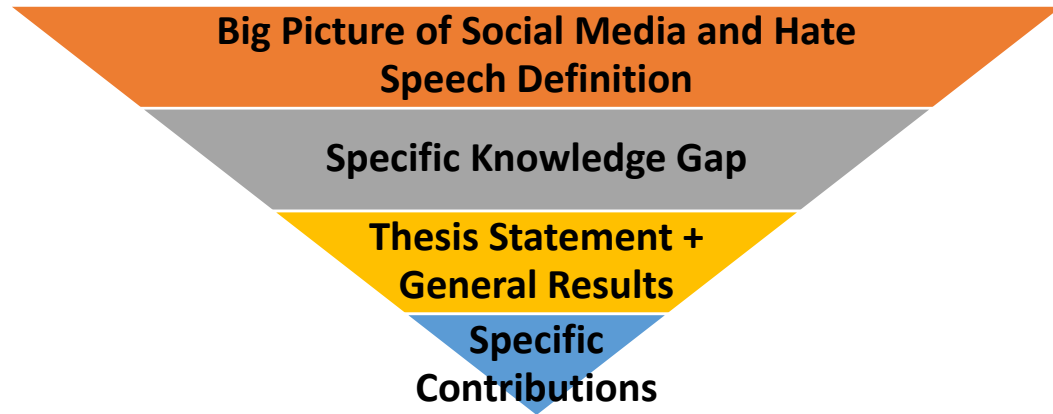 Big Picture of Social Media and Hate
Speech Definition
Specific Knowledge Gap
Thesis Statement +
General Results
Specific
Contributions